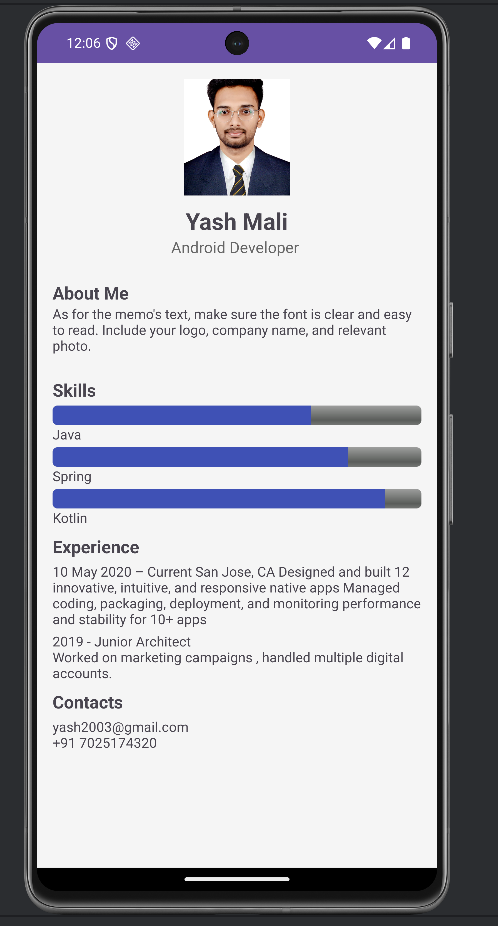 12:06
Yash Mali
Android Developer
About Me
As for the memo's text, make sure the font is clear and easy
to read. Include your logo, company name, and relevant
photo.
Skills
Java
Spring
Kotlin
Experience
10 May 2020 – Current San Jose, CA Designed and built 12
innovative, intuitive, and responsive native apps Managed
coding, packaging, deployment, and monitoring performance
and stability for 10+ apps
2019 - Junior Architect
Worked on marketing campaigns , handled multiple digital
accounts.
Contacts
yash2003@gmail.com
+91 7025174320